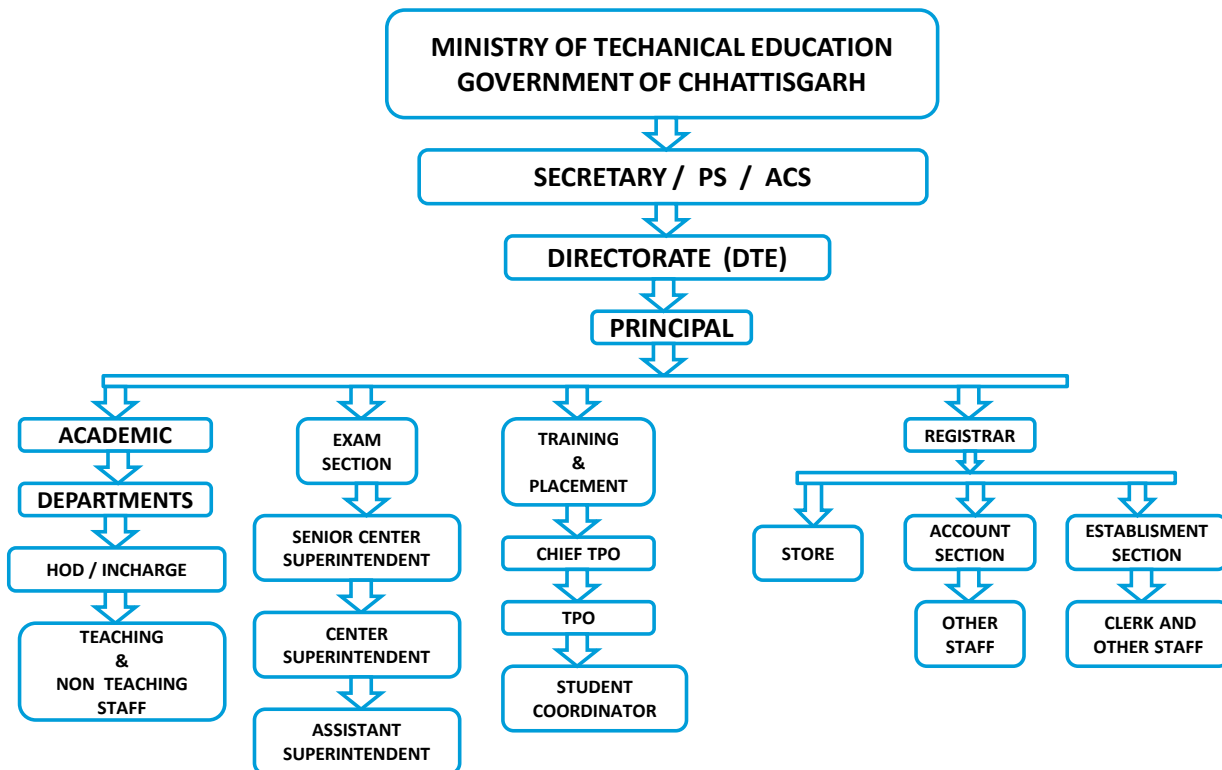 MINISTRY OF TECHANICAL EDUCATION
GOVERNMENT OF CHHATTISGARH
SECRETARY / PS / ACS
DIRECTORATE (DTE)
PRINCIPAL
ACADEMIC
DEPARTMENTS
HOD / INCHARGE
TEACHING
&
NON TEACHING
STAFF
EXAM
SECTION
SENIOR CENTER
SUPERINTENDENT
CENTER
SUPERINTENDENT
ASSISTANT
SUPERINTENDENT
TRAINING
&
PLACEMENT
CHIEF TPO
TPO
STUDENT
COORDINATOR
REGISTRAR
STORE
ACCOUNT
SECTION
OTHER
STAFF
ESTABLISMENT
SECTION
CLERK AND
OTHER STAFF